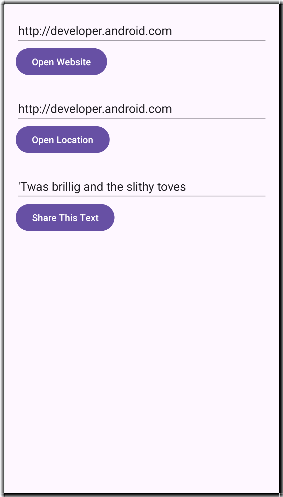 http://developer.android.com
Open Website
http://developer.android.com
Open Location
'Twas brillig and the slithy toves
Share This Text